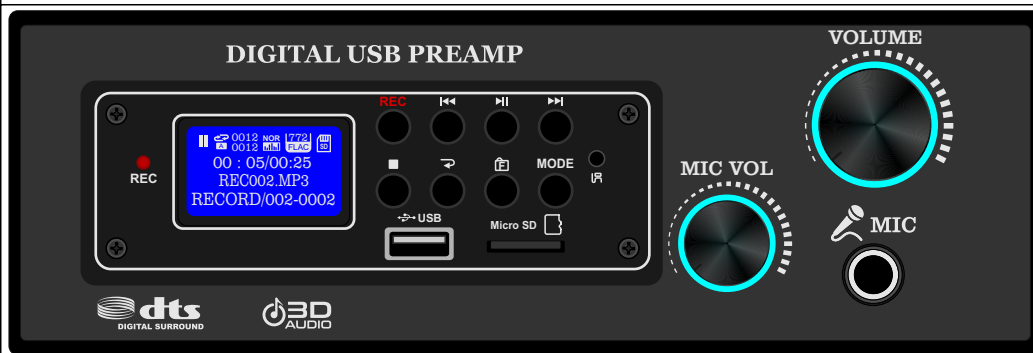 DIGITAL USB PREAMP
VOLUME
REC
0012 NOR 772
A 0012 FLAC SD
00 : 05/00:25
REC002.MP3
RECORD/002-0002
REC
MODE
IR
USB
Micro SD
MIC VOL
MIC
dts
DIGITAL SURROUND
3D
AUDIO